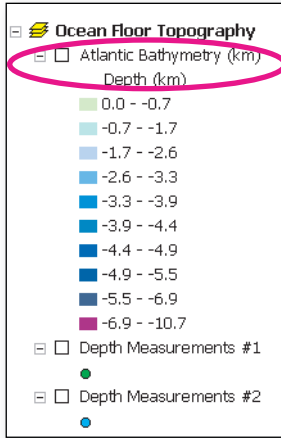 Ocean Floor Topography
Atlantic Bathymetry (km)
Depth (km)
0.0 - -0.7
-0.7 - -1.7
-1.7 - -2.6
-2.6 - -3.3
-3.3 - -3.9
-3.9 - -4.4
-4.4 - -4.9
-4.9 - -5.5
-5.5 - -6.9
-6.9 - -10.7
Depth Measurements #1
Depth Measurements #2